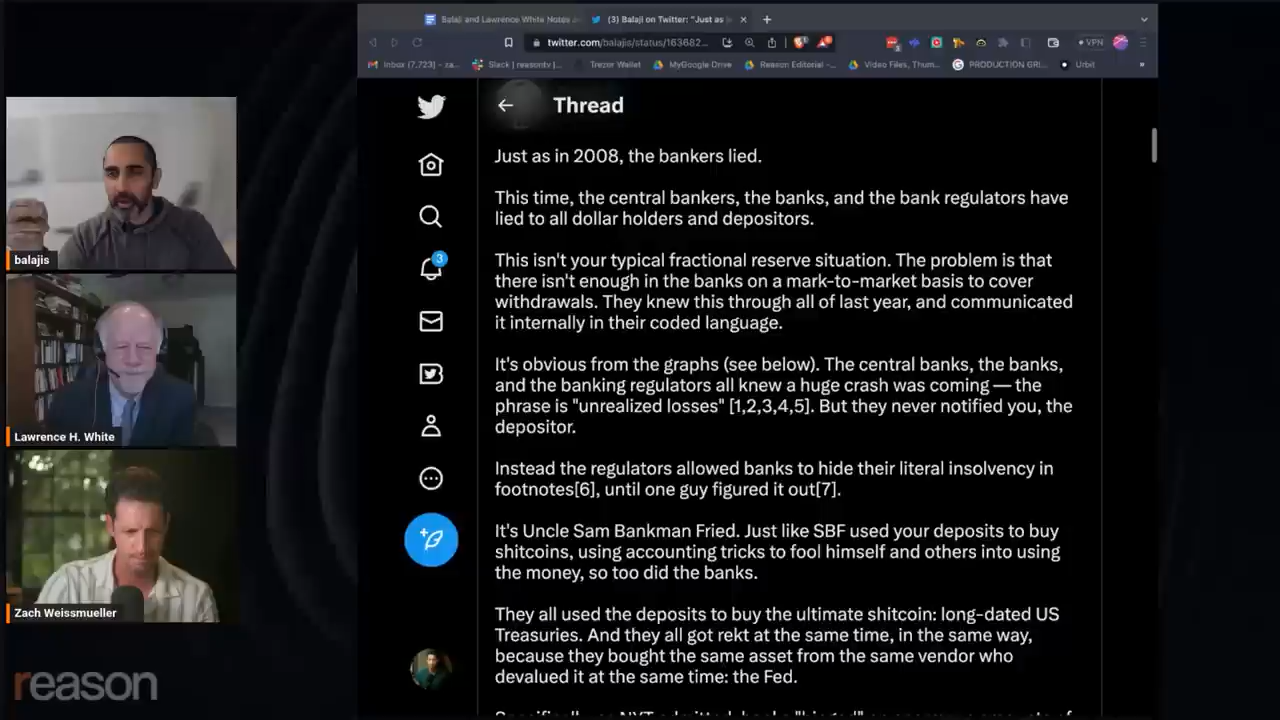 Balaji and Lawrence White Notes
(3) Balaji on Twitter: "Just as
twitter.com/balajis/status/163682...
VPN
Inbox (7,723) – za...
Slack | reasontv |
Trezor Wallet
MyGoogle Drive
Reason Editorial -...
Video Files, Thum...
PRODUCTION GRI...
Urbit
»
Thread
Just as in 2008, the bankers lied.
This time, the central bankers, the banks, and the bank regulators have
lied to all dollar holders and depositors.
This isn't your typical fractional reserve situation. The problem is that
there isn't enough in the banks on a mark-to-market basis to cover
withdrawals. They knew this through all of last year, and communicated
it internally in their coded language.
It's obvious from the graphs (see below). The central banks, the banks,
and the banking regulators all knew a huge crash was coming — the
phrase is "unrealized losses" [1,2,3,4,5]. But they never notified you, the
depositor.
Instead the regulators allowed banks to hide their literal insolvency in
footnotes[6], until one guy figured it out[7].
It's Uncle Sam Bankman Fried. Just like SBF used your deposits to buy
shitcoins, using accounting tricks to fool himself and others into using
the money, so too did the banks.
They all used the deposits to buy the ultimate shitcoin: long-dated US
Treasuries. And they all got rekt at the same time, in the same way,
because they bought the same asset from the same vendor who
devalued it at the same time: the Fed.
3
balajis
Lawrence H. White
Zach Weissmueller
reason